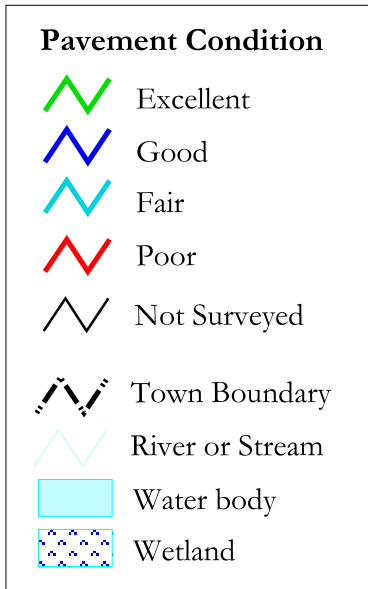 Pavement Condition
Excellent
Good
Fair
Poor
Not Surveyed
Town Boundary
River or Stream
Water body
Wetland